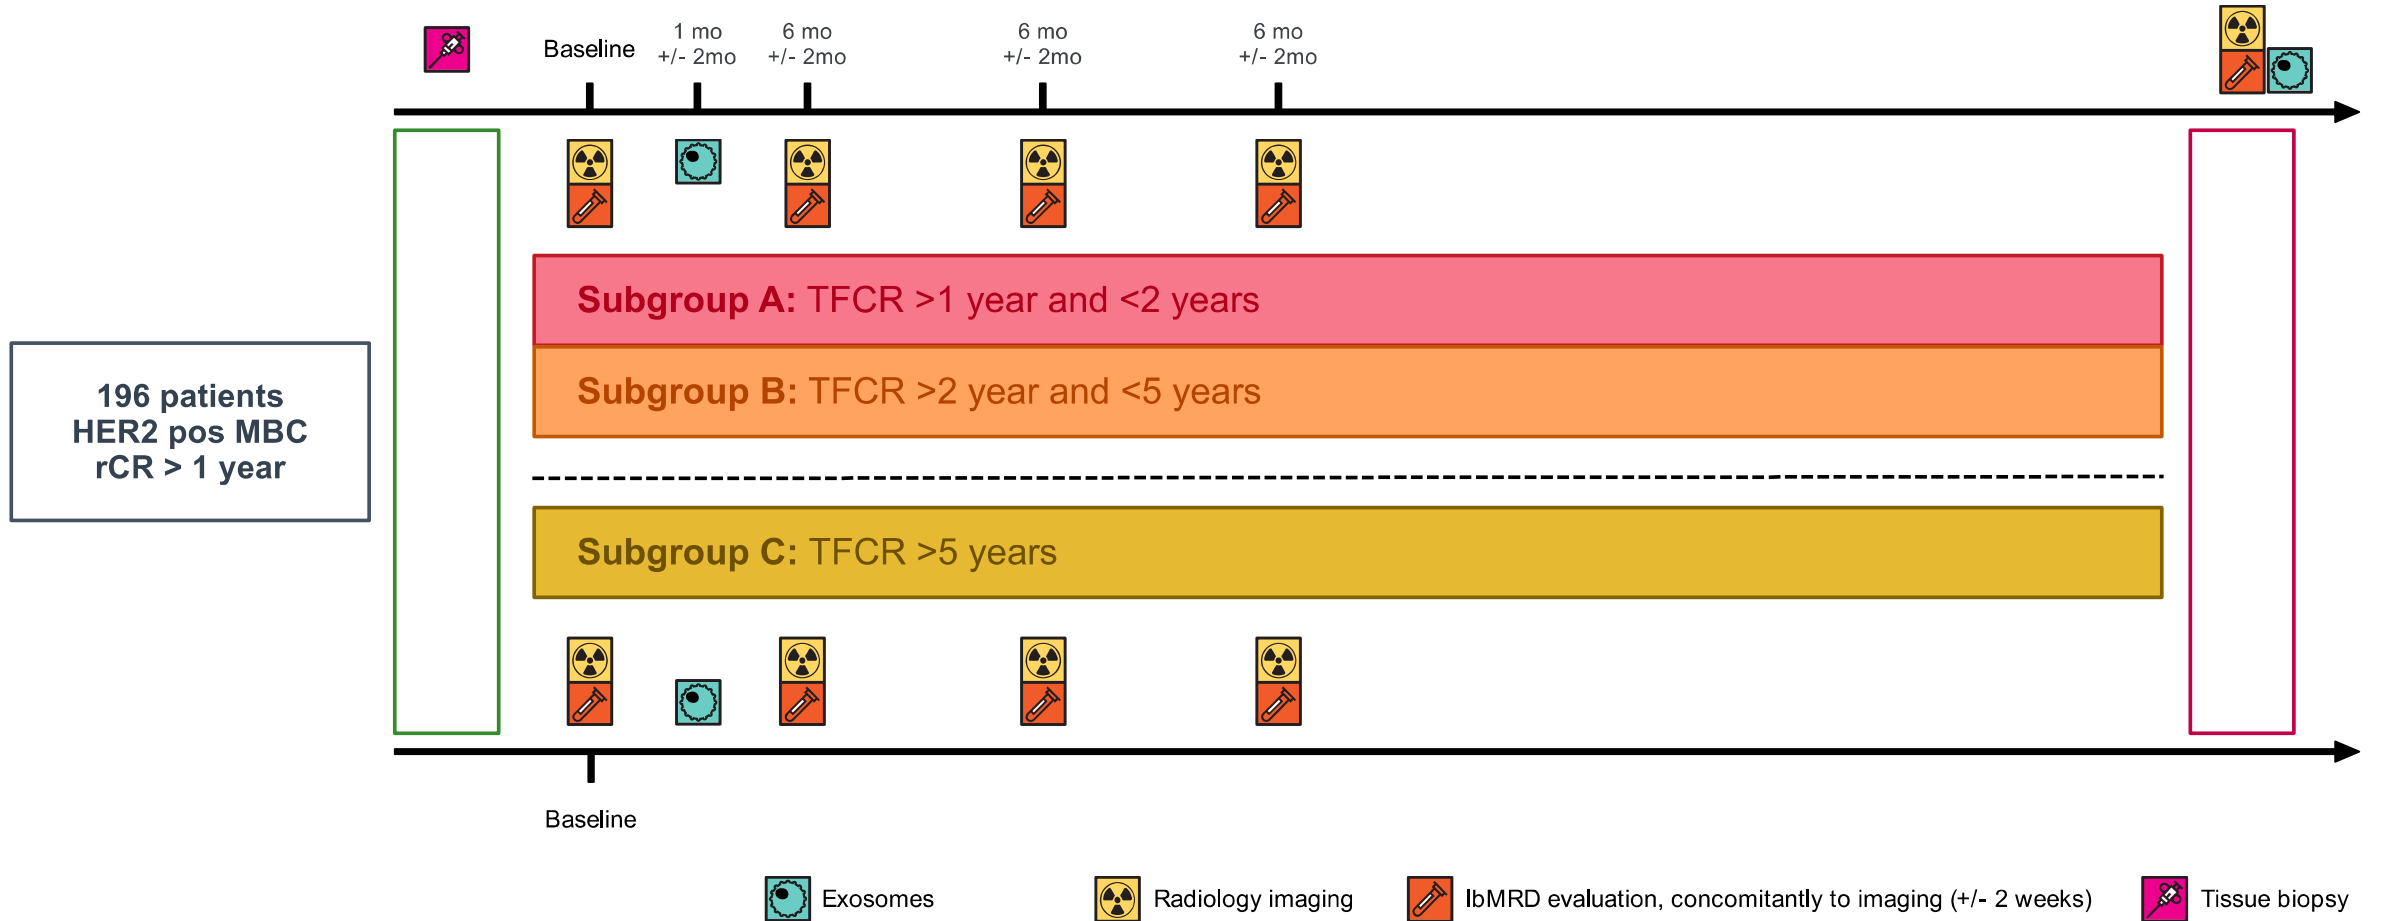 Baseline
1 mo
+/- 2mo
6 mo
+/- 2mo
6 mo
+/- 2mo
6 mo
+/- 2mo
Subgroup A: TFCR >1 year and <2 years
Subgroup B: TFCR >2 year and <5 years
196 patients
HER2 pos MBC
rCR > 1 year
Subgroup C: TFCR >5 years
Baseline
Exosomes
Radiology imaging
lbMRD evaluation, concomitantly to imaging (+/- 2 weeks)
Tissue biopsy